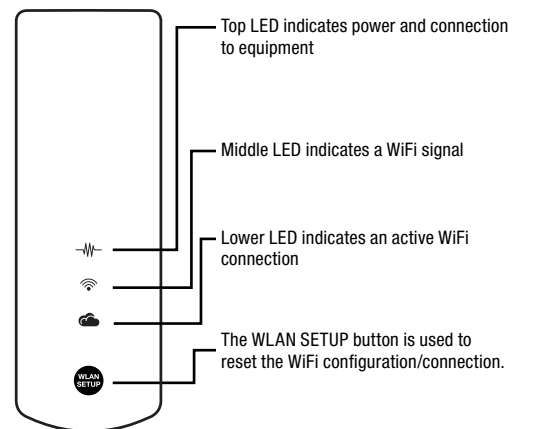 Top LED indicates power and connection
to equipment
Middle LED indicates a WiFi signal
Lower LED indicates an active WiFi
connection
The WLAN SETUP button is used to
reset the WiFi configuration/connection.
WLAN
SETUP